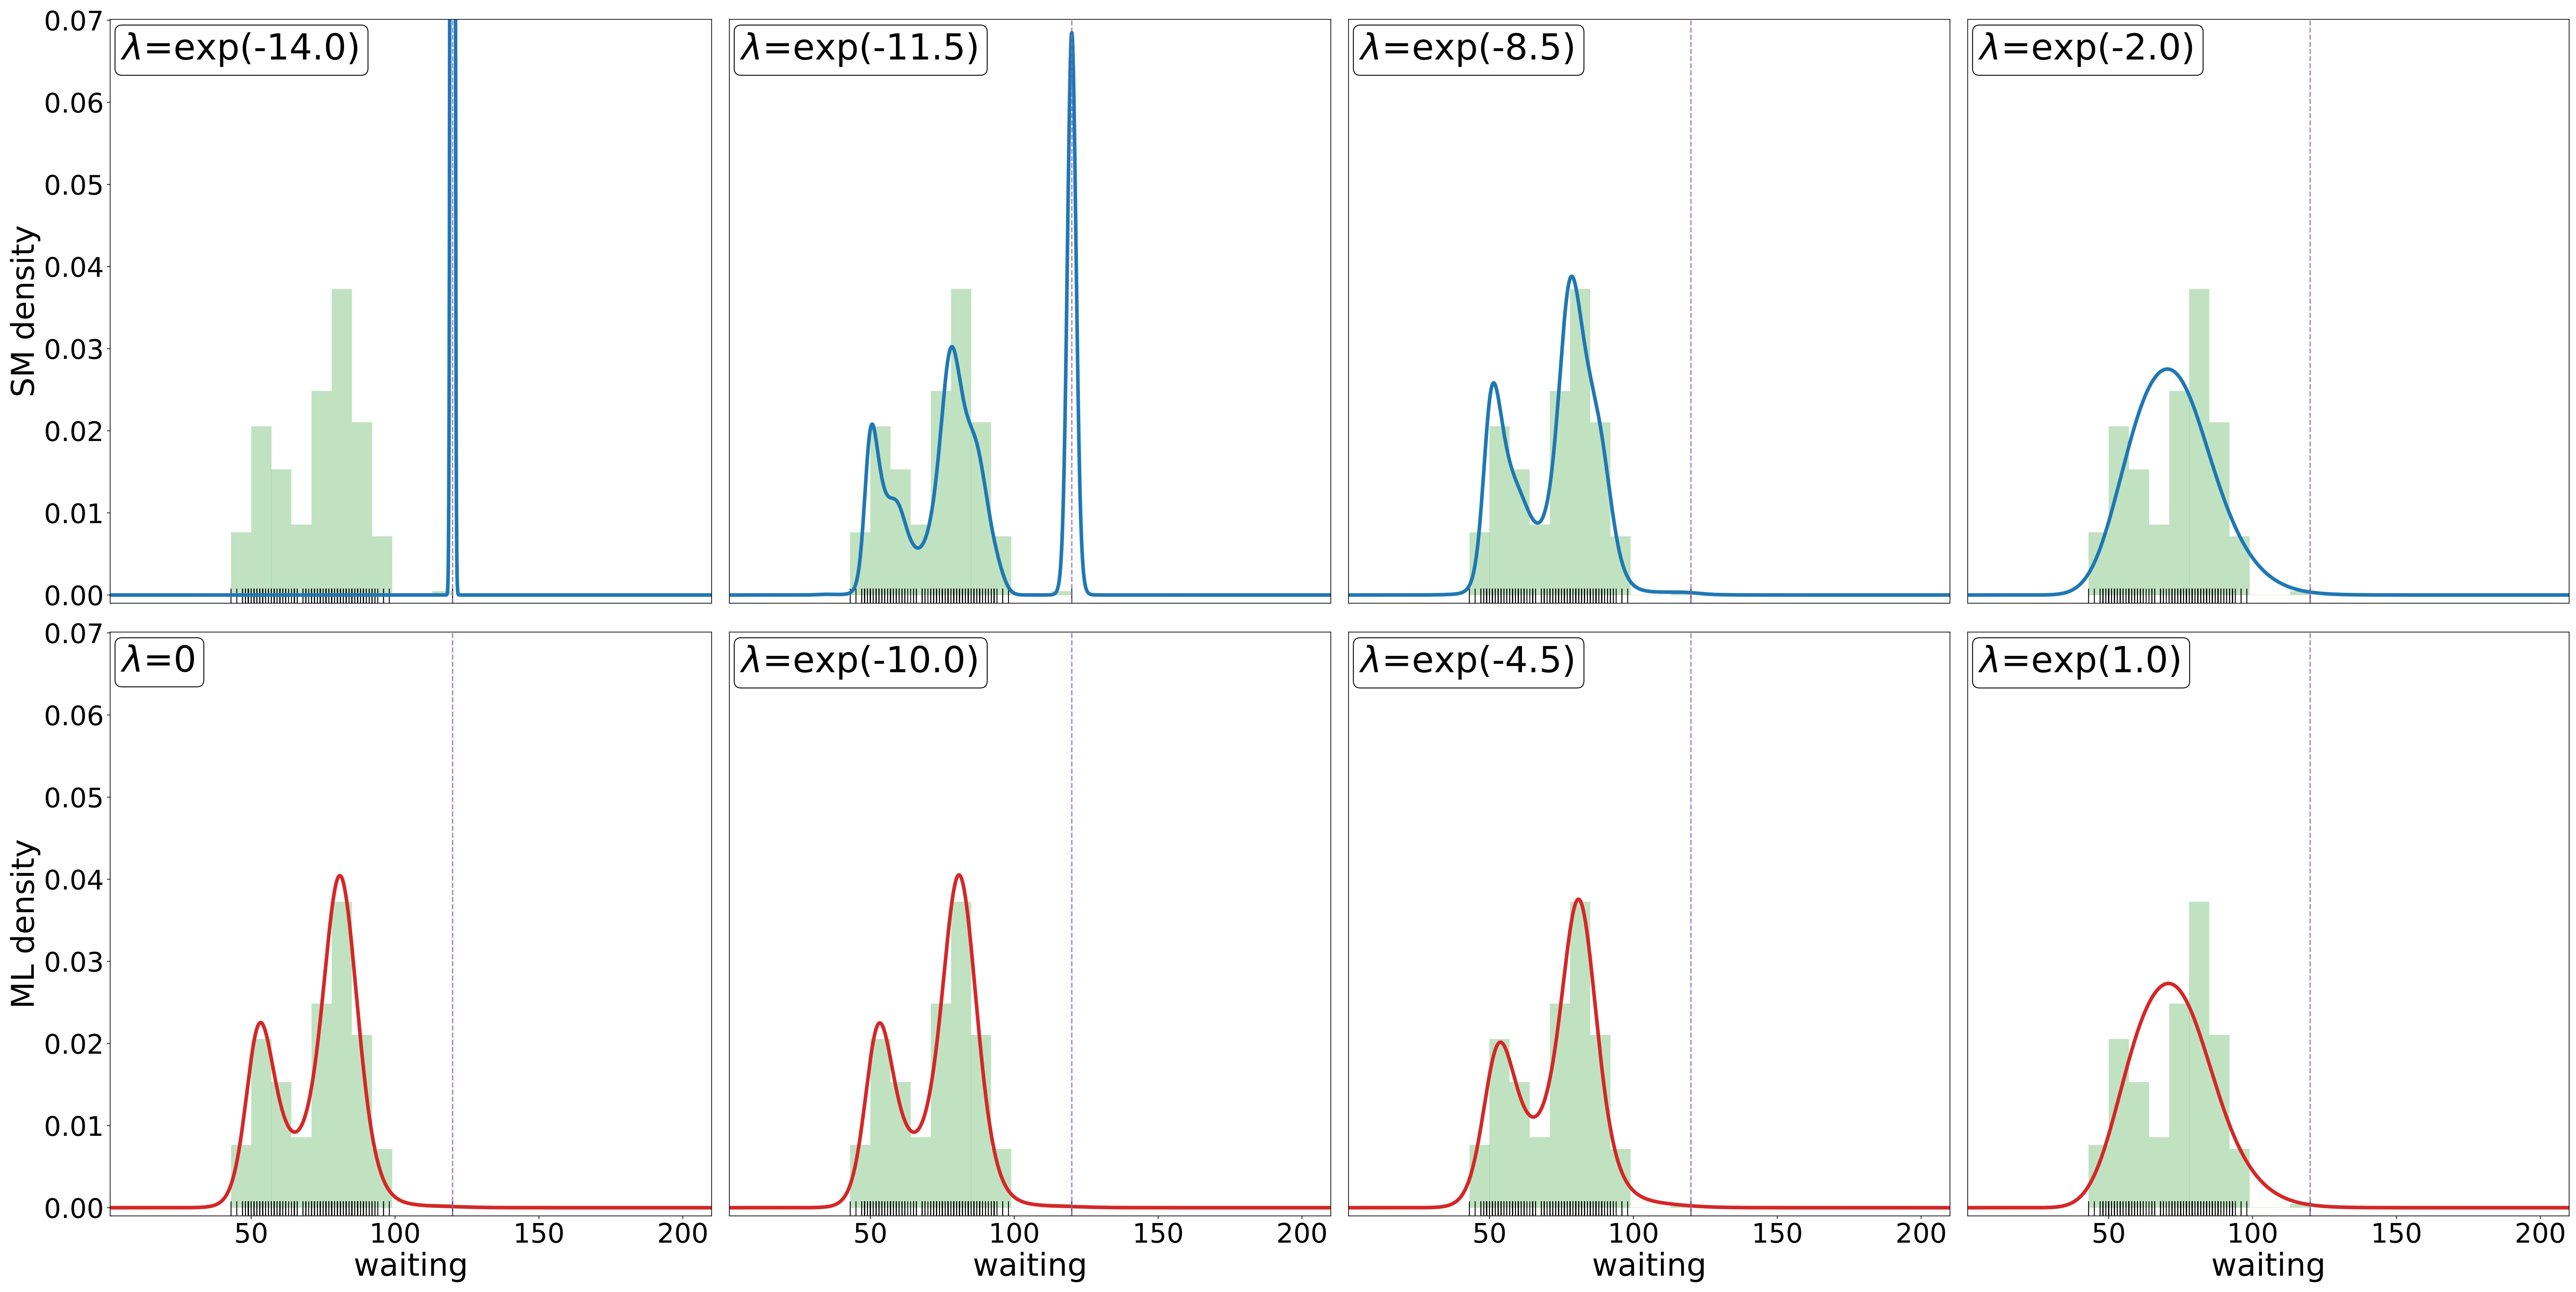 λ=exp(-14.0)
λ=exp(-11.5)
λ=exp(-8.5)
λ=exp(-2.0)
0.07
0.06
0.05
0.04
0.03
0.02
0.01
0.00
SM density
λ=0
λ=exp(-10.0)
λ=exp(-4.5)
λ=exp(1.0)
0.07
0.06
0.05
0.04
0.03
0.02
0.01
0.00
ML density
50 100 150 200
50 100 150 200
50 100 150 200
50 100 150 200
waiting
waiting
waiting
waiting